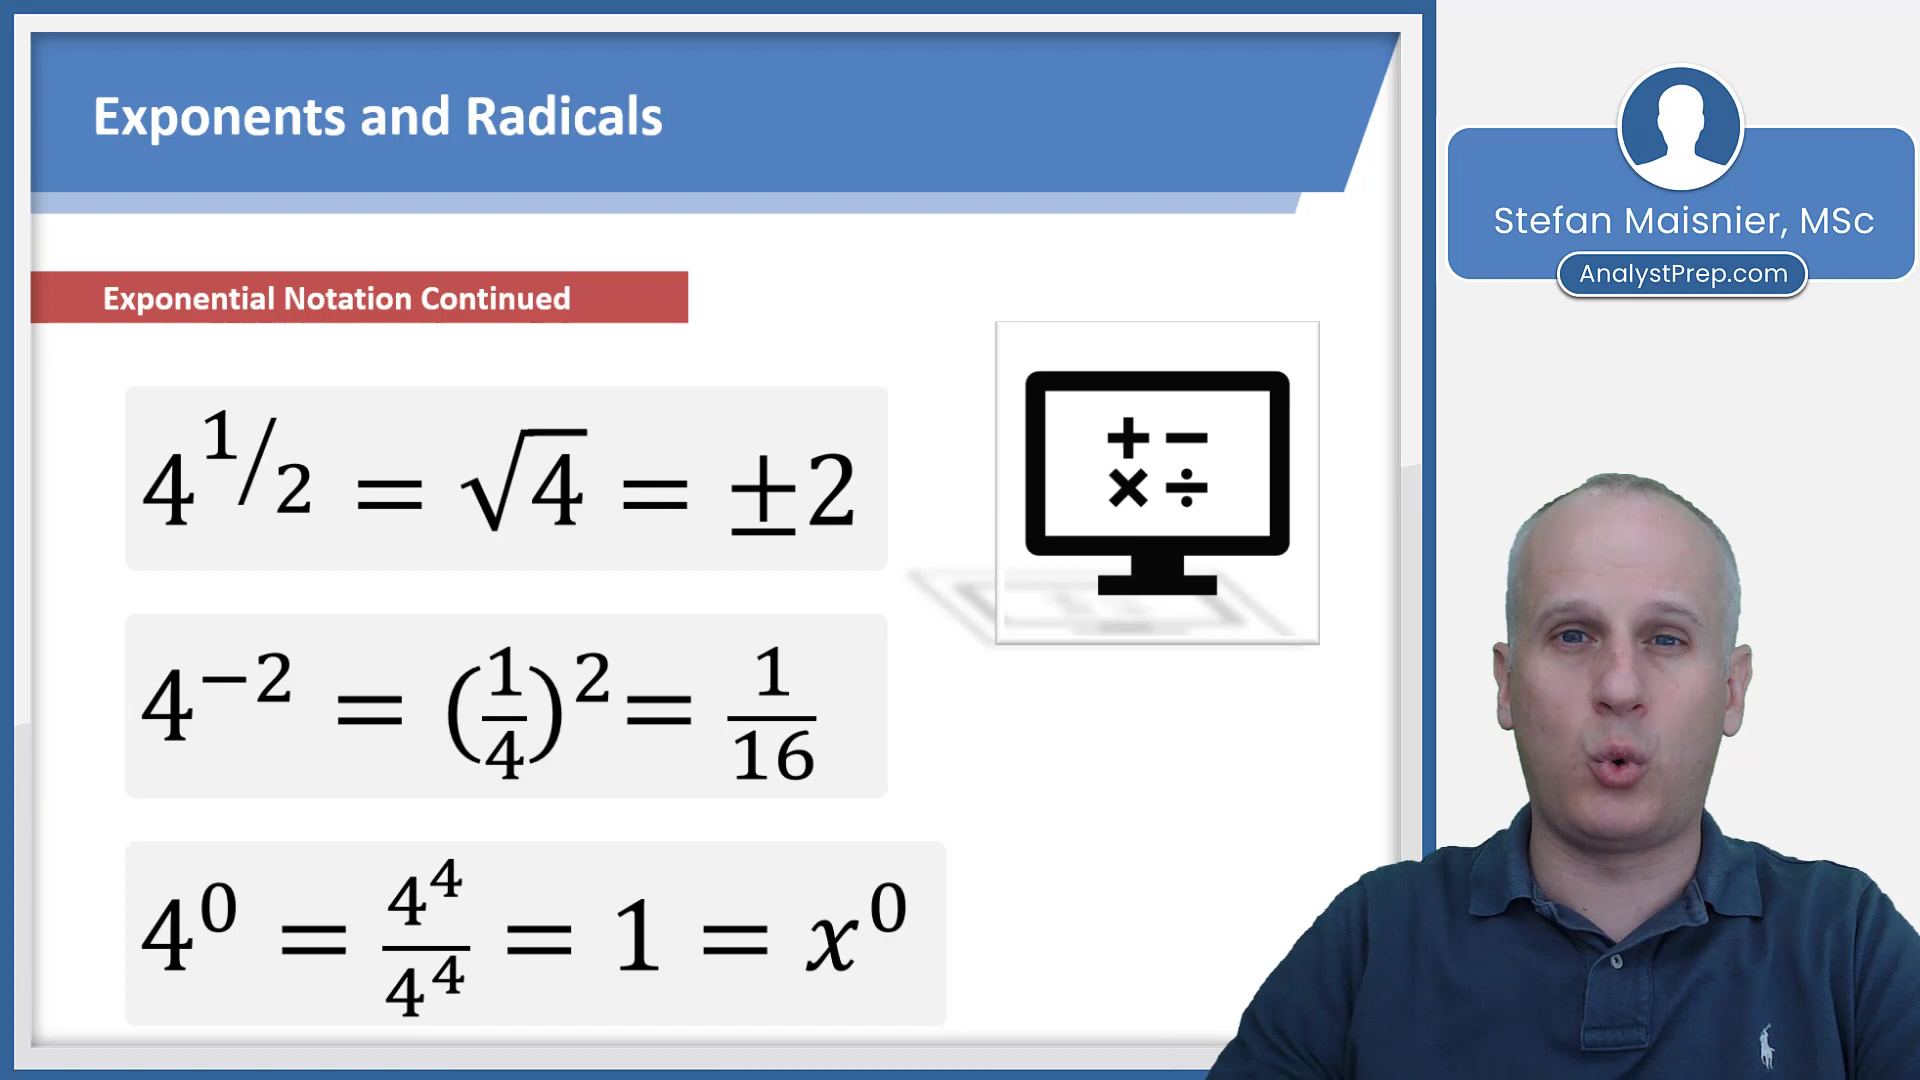 Exponents and Radicals
Stefan Maisnier, MSc
AnalystPrep.com
Exponential Notation Continued
4^{1/2} = √4 = ±2
+ −
× ÷
4^{−2} = (1/4)^2 = 1/16
4^0 = 4^4/4^4 = 1 = x^0